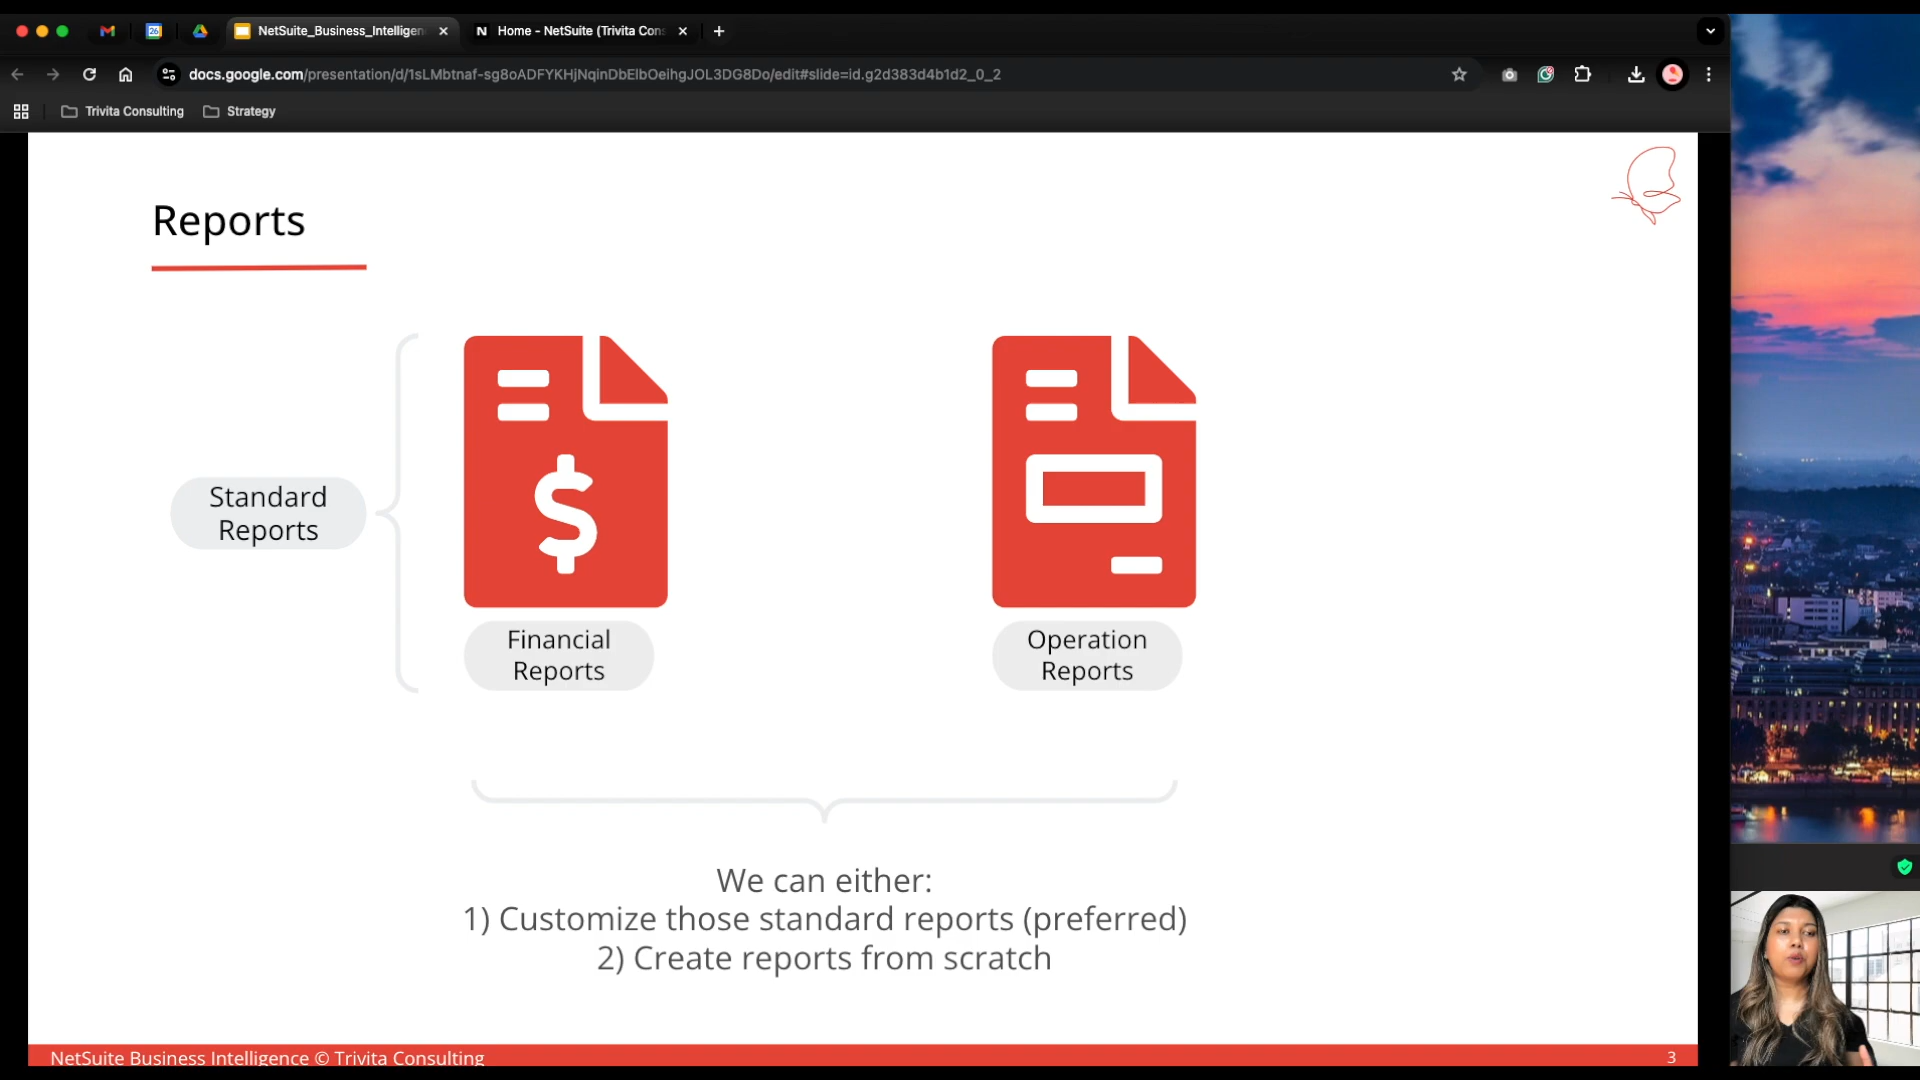 NetSuite_Business_Intelligen
Home - NetSuite (Trivita Cons
docs.google.com/presentation/d/1sLMbtnaf-sg8oADFYKHjNqinDbElbOeihgJOL3DG8Do/edit#slide=id.g2d383d4b1d2_0_2
Trivita Consulting
Strategy
Reports
Standard
Reports
$
Financial
Reports
Operation
Reports
We can either:
1) Customize those standard reports (preferred)
2) Create reports from scratch
NetSuite Business Intelligence © Trivita Consulting
3